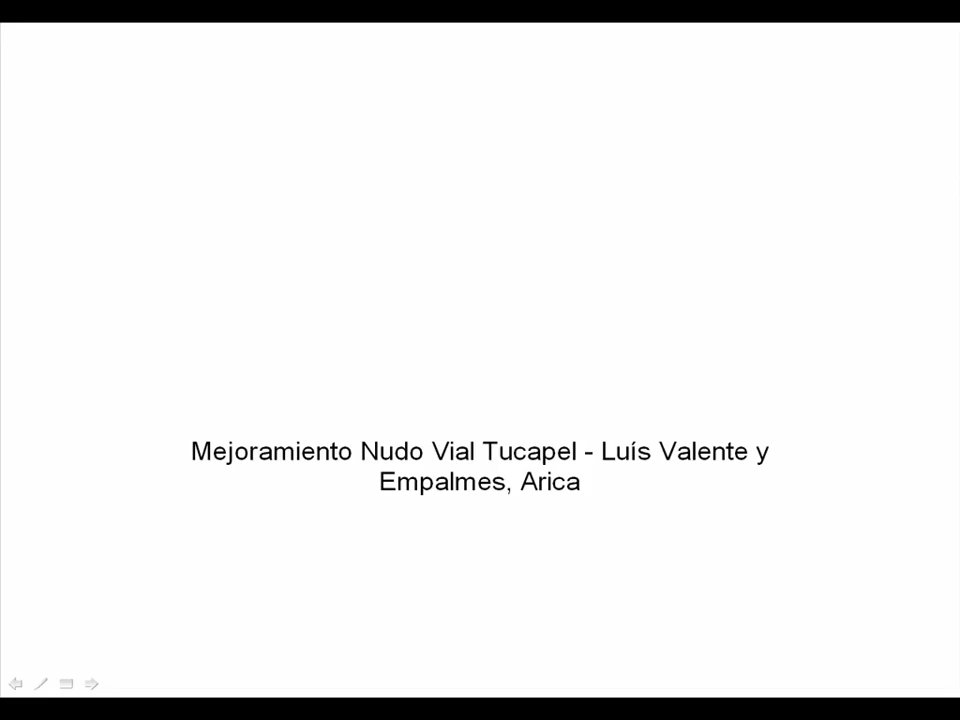 Mejoramiento Nudo Vial Tucapel - Luís Valente y
Empalmes, Arica